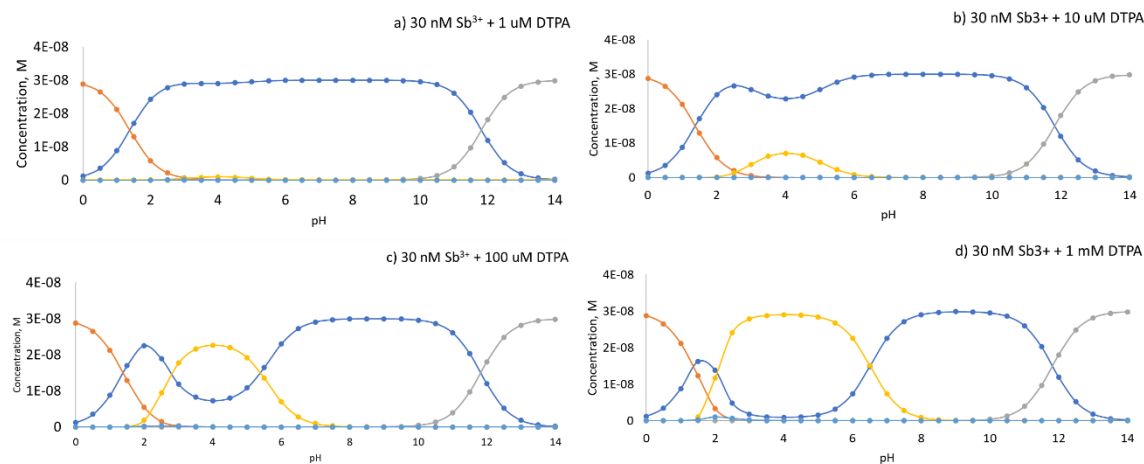 a) 30 nM Sb³⁺ + 1 uM DTPA
4E-08
3E-08
2E-08
1E-08
0
Concentration, M
0 2 4 6 8 10 12 14
pH
b) 30 nM Sb3+ + 10 uM DTPA
4E-08
3E-08
2E-08
1E-08
0
Concentration, M
0 2 4 6 8 10 12 14
pH
c) 30 nM Sb³⁺ + 100 uM DTPA
4E-08
3E-08
2E-08
1E-08
0
Concentration, M
0 2 4 6 8 10 12 14
pH
d) 30 nM Sb3+ + 1 mM DTPA
4E-08
3E-08
2E-08
1E-08
0
Concentration, M
0 2 4 6 8 10 12 14
pH